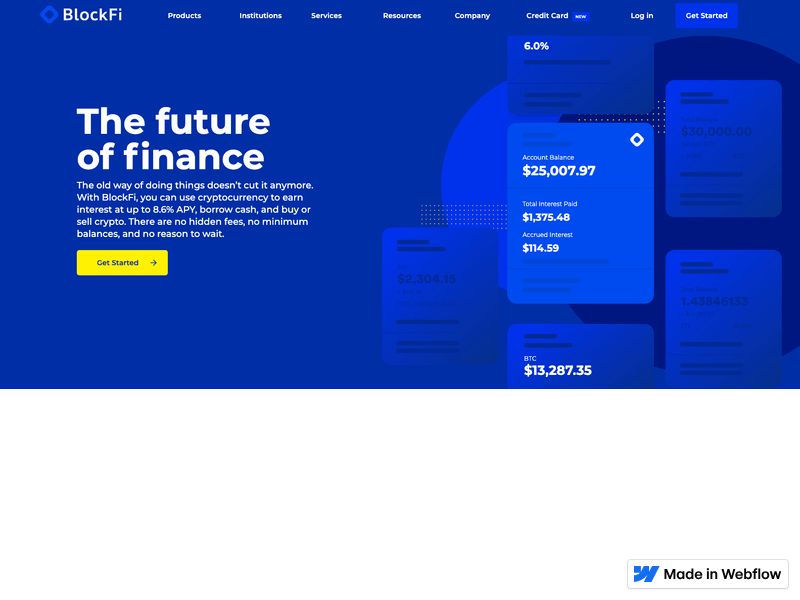 BlockFi
Products
Institutions
Services
Resources
Company
Credit Card NEW
Log in
Get Started
The future
of finance
The old way of doing things doesn't cut it anymore.
With BlockFi, you can use cryptocurrency to earn
interest at up to 8.6% APY, borrow cash, and buy or
sell crypto. There are no hidden fees, no minimum
balances, and no reason to wait.
Get Started
6.0%
Account Balance
$25,007.97
Total Interest Paid
$1,375.48
Accrued Interest
$114.59
BTC
$13,287.35
$2,304.15
$30,000.00
1.43846133
Made in Webflow